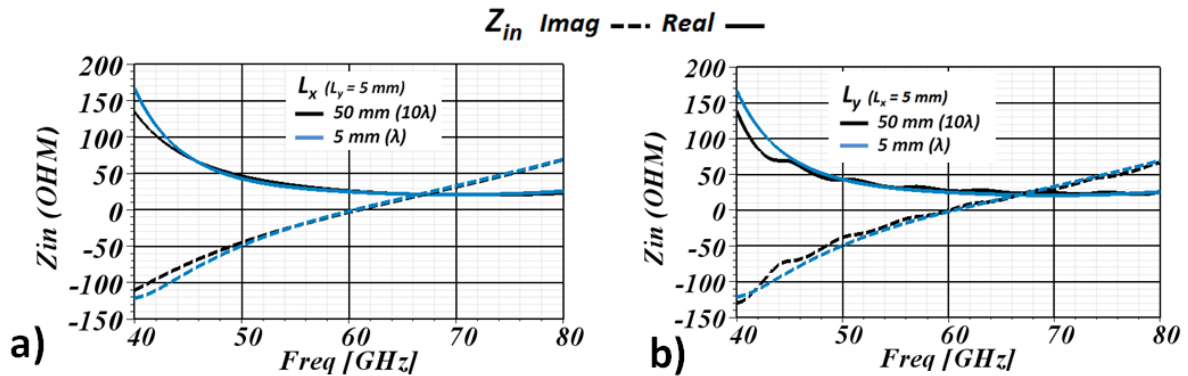 Zin Imag --- Real —
200
150
100
50
0
-50
-100
-150
Zin (OHM)
Lx (Ly = 5 mm)
50 mm (10λ)
5 mm (λ)
40 50 60 70 80
Freq [GHz]
a)
200
150
100
50
0
-50
-100
-150
Zin (OHM)
Ly (Lx = 5 mm)
50 mm (10λ)
5 mm (λ)
40 50 60 70 80
Freq [GHz]
b)